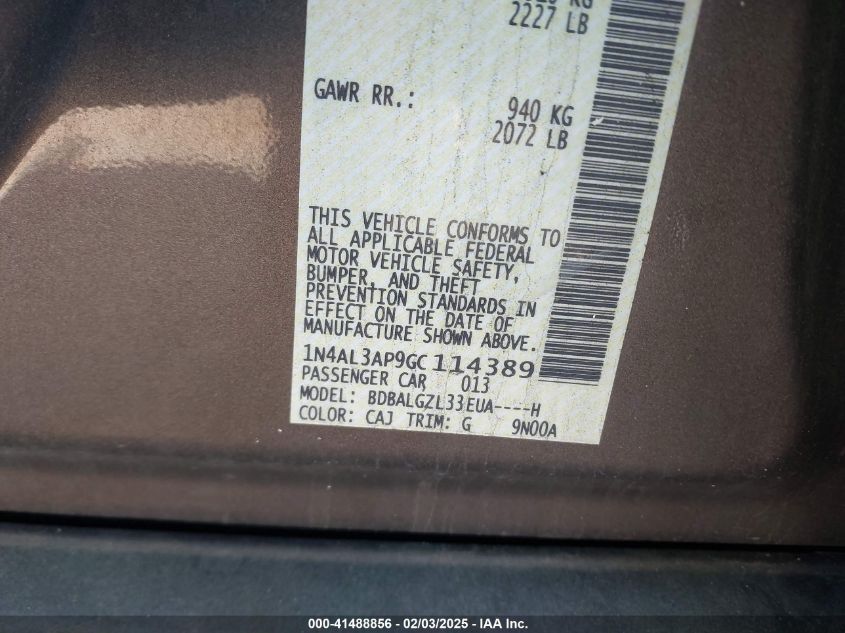 2227 LB
GAWR RR.: 940 KG
2072 LB
THIS VEHICLE CONFORMS TO
ALL APPLICABLE FEDERAL
MOTOR VEHICLE SAFETY,
BUMPER, AND THEFT
PREVENTION STANDARDS IN
EFFECT ON THE DATE OF
MANUFACTURE SHOWN ABOVE.
1N4AL3AP9GC114389
PASSENGER CAR 013
MODEL: BDBALGZL33EUA----H
COLOR: CAJ TRIM: G 9N00A
000-41488856 - 02/03/2025 - IAA Inc.